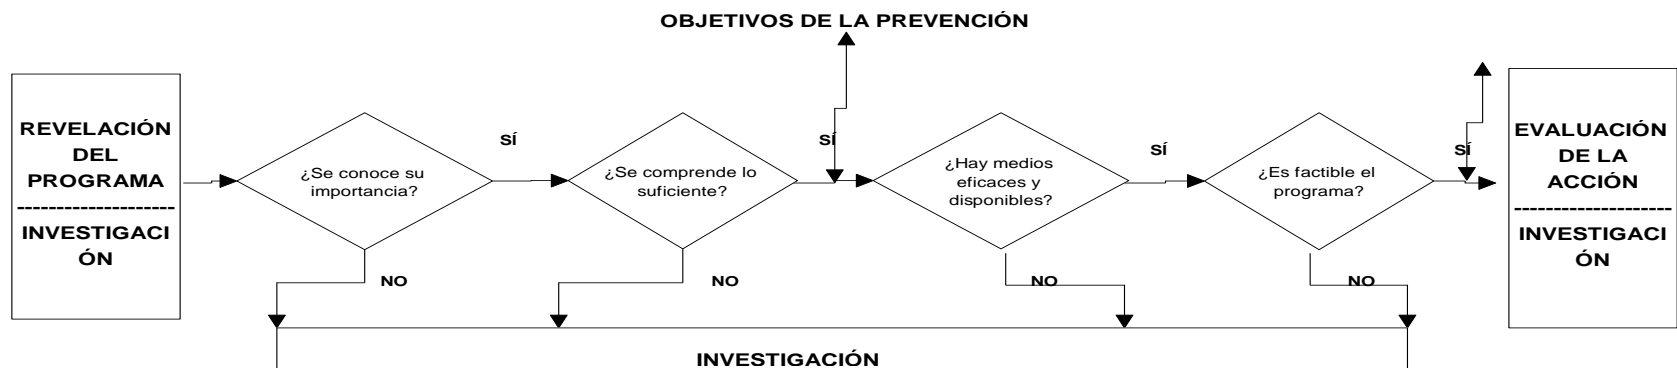 OBJETIVOS DE LA PREVENCIÓN
REVELACIÓN
DEL
PROGRAMA
---------------------
INVESTIGACI
ÓN
¿Se conoce su
importancia?
SÍ
NO
¿Se comprende lo
suficiente?
SÍ
NO
¿Hay medios
eficaces y
disponibles?
SÍ
NO
¿Es factible el
programa?
SÍ
NO
EVALUACIÓN
DE LA
ACCIÓN
---------------------
INVESTIGACI
ÓN
INVESTIGACIÓN